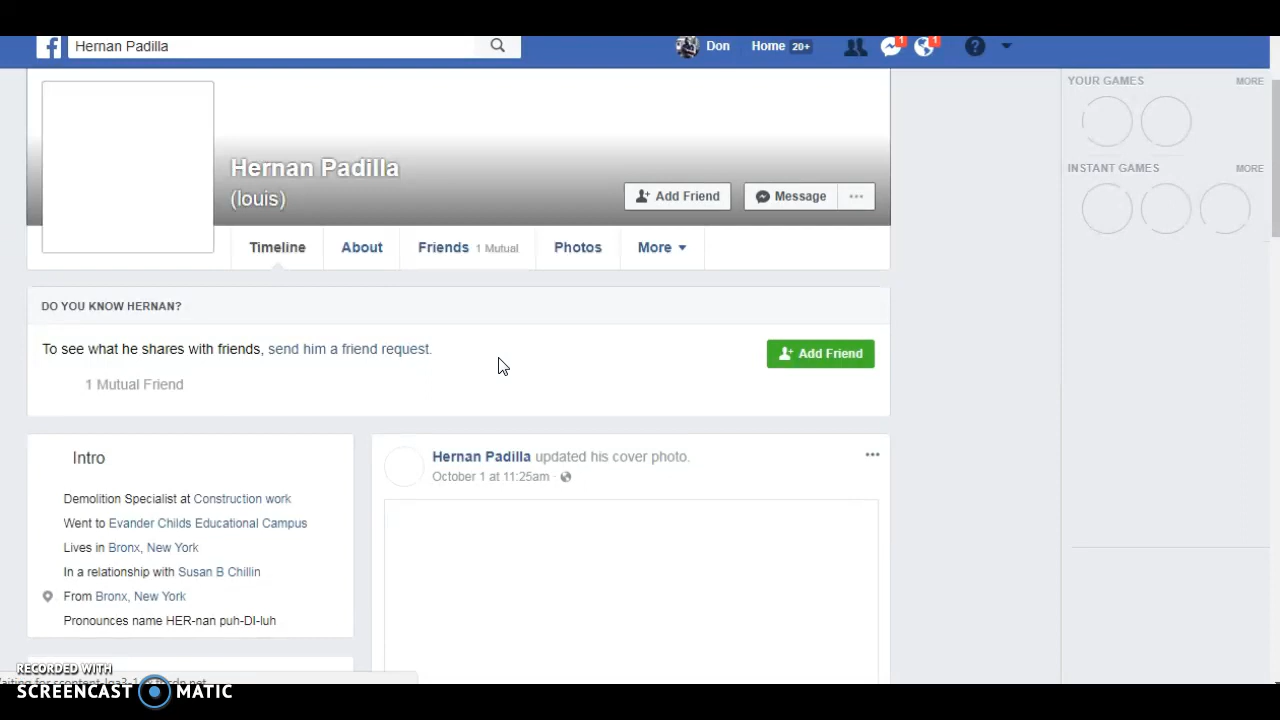 Hernan Padilla
Don
Home 20+
1
1
?
Hernan Padilla
(louis)
Add Friend
Message
Timeline
About
Friends 1 Mutual
Photos
More
DO YOU KNOW HERNAN?
To see what he shares with friends, send him a friend request.
Add Friend
1 Mutual Friend
Intro
Demolition Specialist at Construction work
Went to Evander Childs Educational Campus
Lives in Bronx, New York
In a relationship with Susan B Chillin
From Bronx, New York
Pronounces name HER-nan puh-DI-luh
Hernan Padilla updated his cover photo.
October 1 at 11:25am
YOUR GAMES MORE
INSTANT GAMES MORE
RECORDED WITH
SCREENCAST MATIC